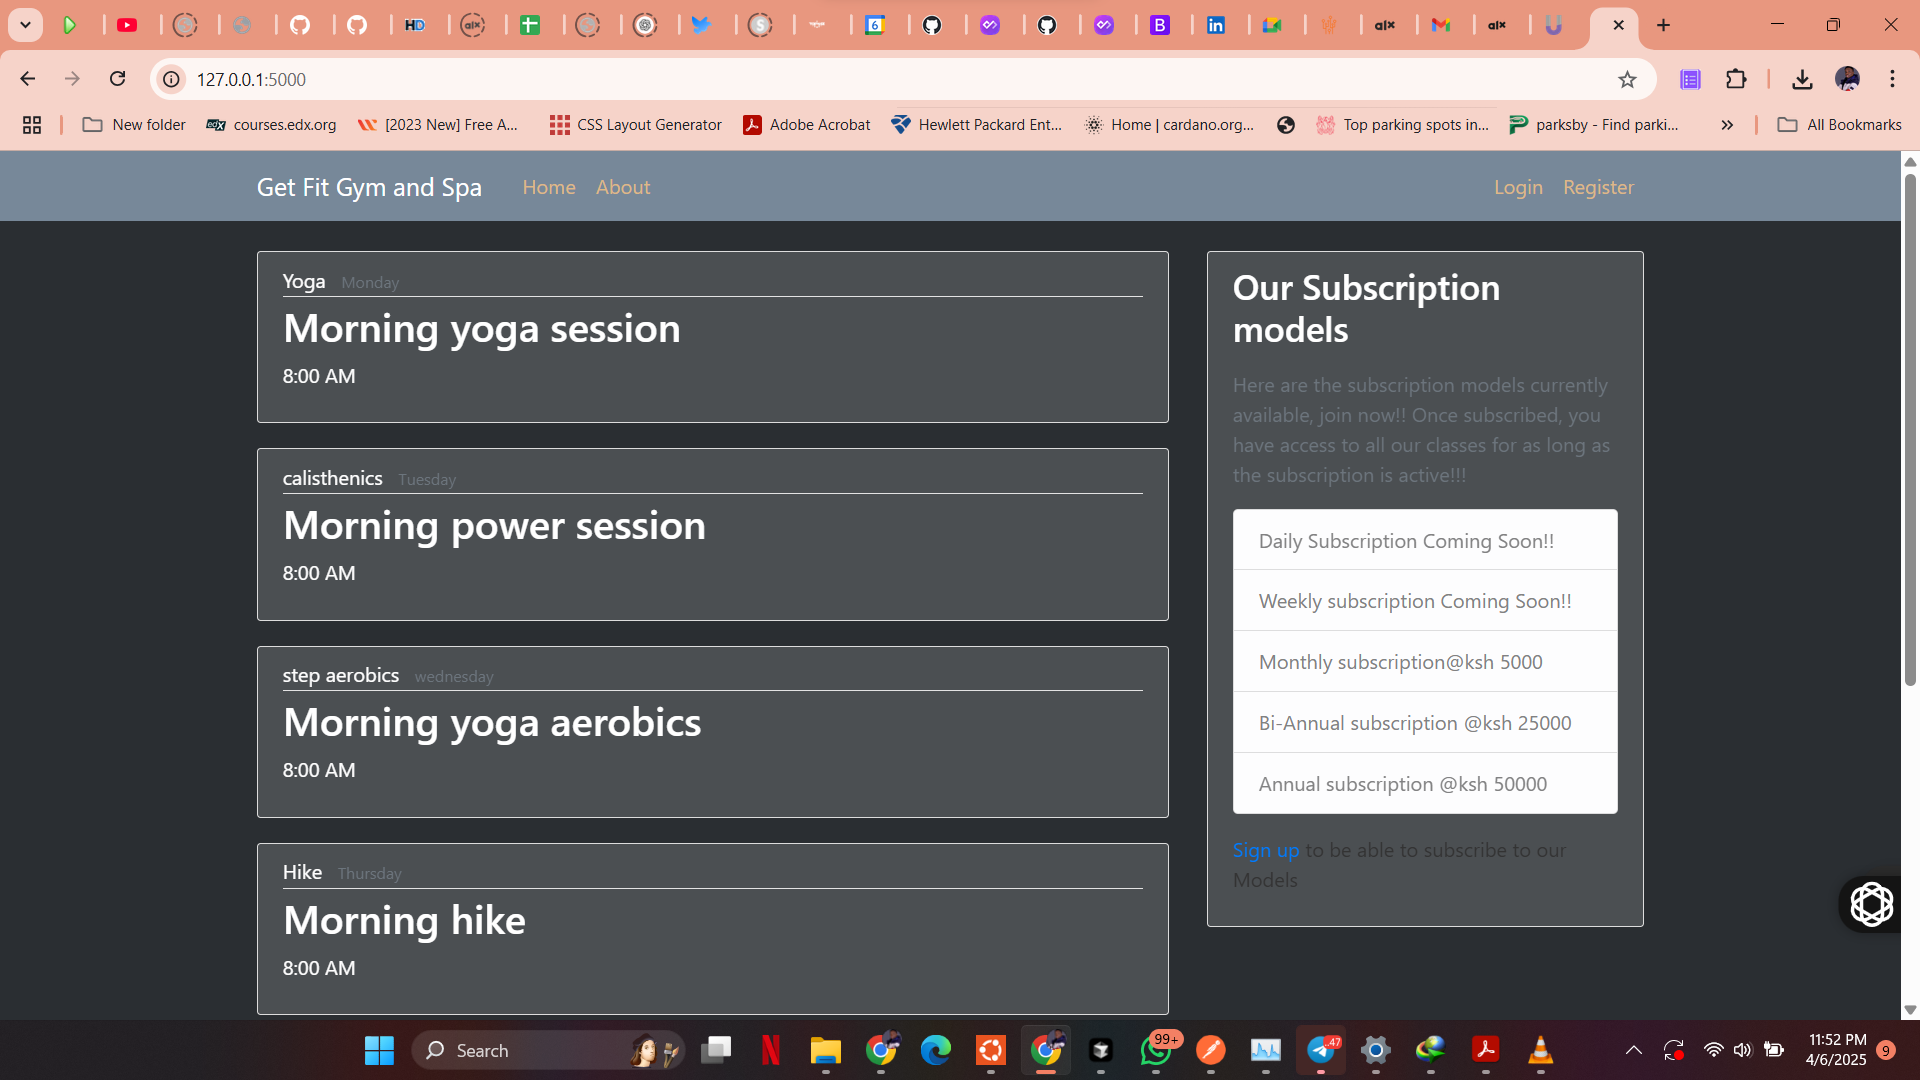 HD
alx
S
6
B
alx
alx
127.0.0.1:5000
New folder
edX
courses.edx.org
[2023 New] Free A...
CSS Layout Generator
Adobe Acrobat
Hewlett Packard Ent...
Home | cardano.org...
Top parking spots in...
parksby - Find parki...
All Bookmarks
Get Fit Gym and Spa
Home
About
Login
Register
Yoga Monday
Morning yoga session
8:00 AM
calisthenics Tuesday
Morning power session
8:00 AM
step aerobics wednesday
Morning yoga aerobics
8:00 AM
Hike Thursday
Morning hike
8:00 AM
Our Subscription
models
Here are the subscription models currently
available, join now!! Once subscribed, you
have access to all our classes for as long as
the subscription is active!!!
Daily Subscription Coming Soon!!
Weekly subscription Coming Soon!!
Monthly subscription@ksh 5000
Bi-Annual subscription @ksh 25000
Annual subscription @ksh 50000
Sign up to be able to subscribe to our
Models
Search
99+
47
11:52 PM
4/6/2025
9